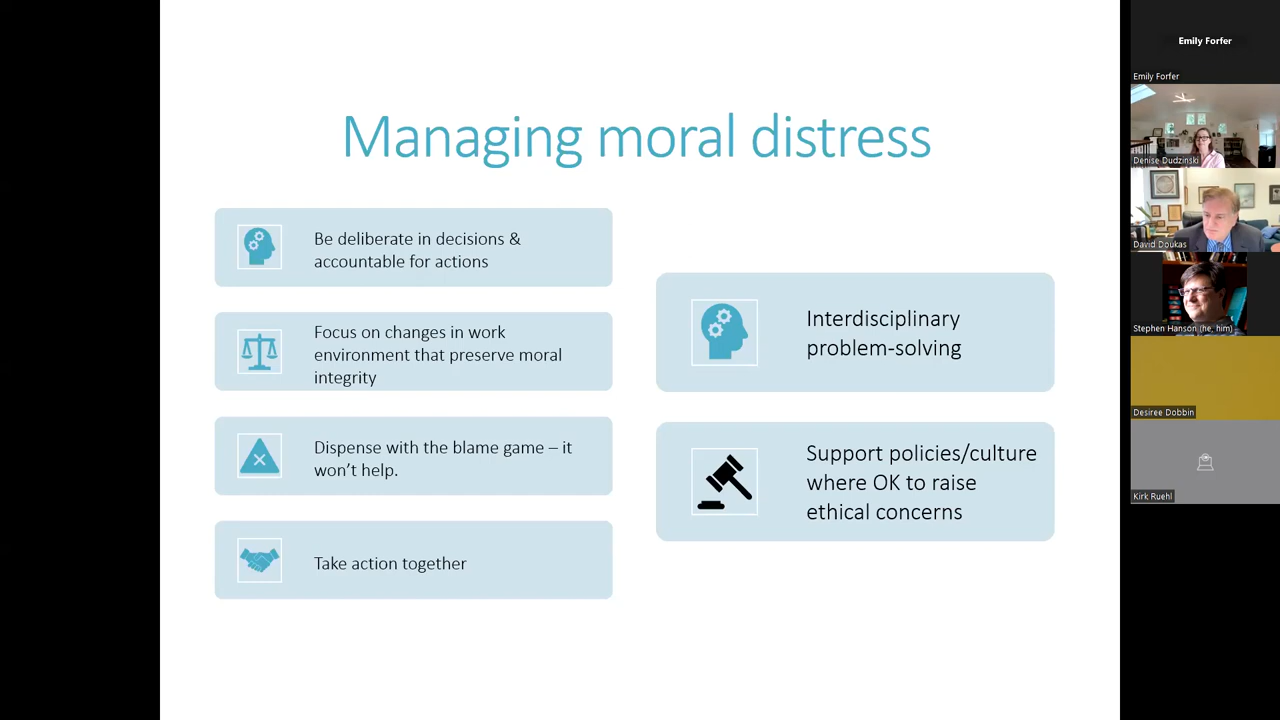 Managing moral distress
Be deliberate in decisions &
accountable for actions
Focus on changes in work
environment that preserve moral
integrity
Dispense with the blame game – it
won't help.
Take action together
Interdisciplinary
problem-solving
Support policies/culture
where OK to raise
ethical concerns
Emily Forfer
Emily Forfer
Denise Dudzinski
David Doukas
Stephen Hanson (he, him)
Desiree Dobbin
Kirk Ruehl